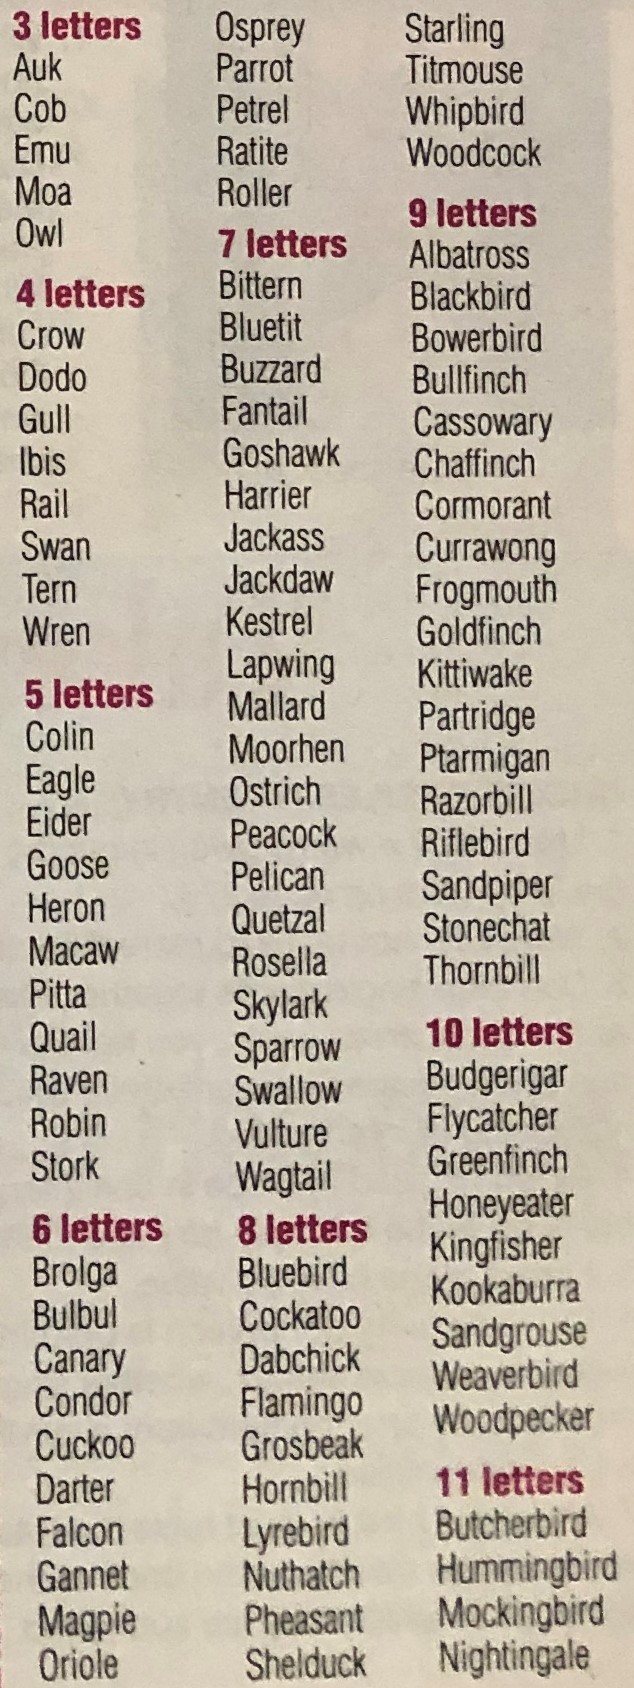 3 letters
Auk
Cob
Emu
Moa
Owl
4 letters
Crow
Dodo
Gull
Ibis
Rail
Swan
Tern
Wren
5 letters
Colin
Eagle
Eider
Goose
Heron
Macaw
Pitta
Quail
Raven
Robin
Stork
6 letters
Brolga
Bulbul
Canary
Condor
Cuckoo
Darter
Falcon
Gannet
Magpie
Oriole
Osprey
Parrot
Petrel
Ratite
Roller
7 letters
Bittern
Bluetit
Buzzard
Fantail
Goshawk
Harrier
Jackass
Jackdaw
Kestrel
Lapwing
Mallard
Moorhen
Ostrich
Peacock
Pelican
Quetzal
Rosella
Skylark
Sparrow
Swallow
Vulture
Wagtail
8 letters
Bluebird
Cockatoo
Dabchick
Flamingo
Grosbeak
Hornbill
Lyrebird
Nuthatch
Pheasant
Shelduck
Starling
Titmouse
Whipbird
Woodcock
9 letters
Albatross
Blackbird
Bowerbird
Bullfinch
Cassowary
Chaffinch
Cormorant
Currawong
Frogmouth
Goldfinch
Kittiwake
Partridge
Ptarmigan
Razorbill
Riflebird
Sandpiper
Stonechat
Thornbill
10 letters
Budgerigar
Flycatcher
Greenfinch
Honeyeater
Kingfisher
Kookaburra
Sandgrouse
Weaverbird
Woodpecker
11 letters
Butcherbird
Hummingbird
Mockingbird
Nightingale